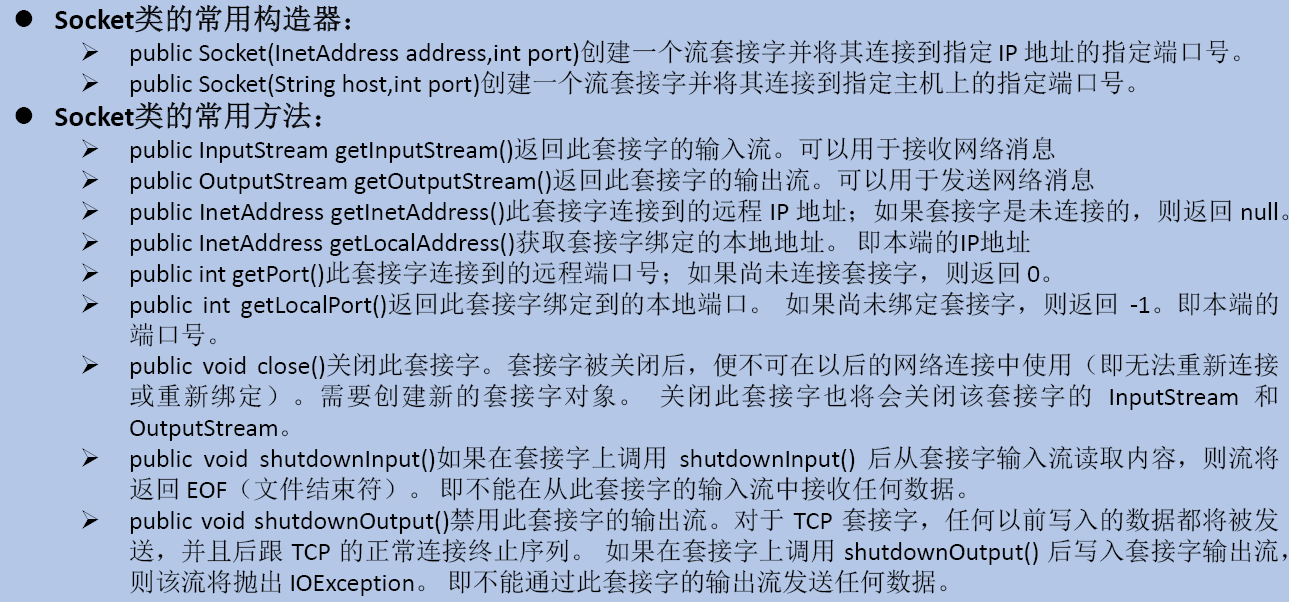 ● Socket类的常用构造器：
➢ public Socket(InetAddress address,int port)创建一个流套接字并将其连接到指定 IP 地址的指定端口号。
➢ public Socket(String host,int port)创建一个流套接字并将其连接到指定主机上的指定端口号。
● Socket类的常用方法：
➢ public InputStream getInputStream()返回此套接字的输入流。可以用于接收网络消息
➢ public OutputStream getOutputStream()返回此套接字的输出流。可以用于发送网络消息
➢ public InetAddress getInetAddress()此套接字连接到的远程 IP 地址；如果套接字是未连接的，则返回 null。
➢ public InetAddress getLocalAddress()获取套接字绑定的本地地址。 即本端的IP地址
➢ public int getPort()此套接字连接到的远程端口号；如果尚未连接套接字，则返回 0。
➢ public int getLocalPort()返回此套接字绑定到的本地端口。 如果尚未绑定套接字，则返回 -1。即本端的
端口号。
➢ public void close()关闭此套接字。套接字被关闭后，便不可在以后的网络连接中使用（即无法重新连接
或重新绑定）。需要创建新的套接字对象。 关闭此套接字也将会关闭该套接字的 InputStream 和
OutputStream。
➢ public void shutdownInput()如果在套接字上调用 shutdownInput() 后从套接字输入流读取内容，则流将
返回 EOF（文件结束符）。 即不能在从此套接字的输入流中接收任何数据。
➢ public void shutdownOutput()禁用此套接字的输出流。对于 TCP 套接字，任何以前写入的数据都将被发
送，并且后跟 TCP 的正常连接终止序列。 如果在套接字上调用 shutdownOutput() 后写入套接字输出流，
则该流将抛出 IOException。 即不能通过此套接字的输出流发送任何数据。